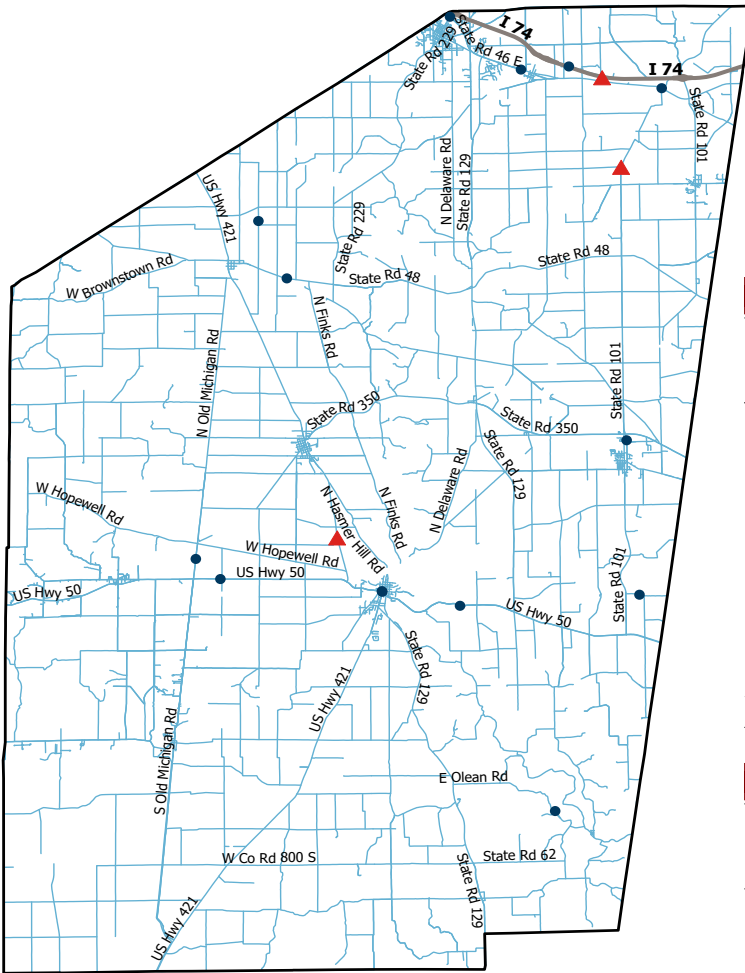 I 74
State Rd 46 E
State Rd 229
I 74
State Rd 101
N Delaware Rd
State Rd 129
US Hwy 421
State Rd 229
State Rd 48
W Brownstown Rd
State Rd 48
N Finks Rd
N Old Michigan Rd
State Rd 101
State Rd 350
State Rd 350
State Rd 129
N Delaware Rd
W Hopewell Rd
N Hasmer Hill Rd
N Finks Rd
W Hopewell Rd
US Hwy 50
US Hwy 50
State Rd 101
US Hwy 50
State Rd 129
US Hwy 421
S Old Michigan Rd
E Olean Rd
W Co Rd 800 S
State Rd 62
State Rd 129
US Hwy 421